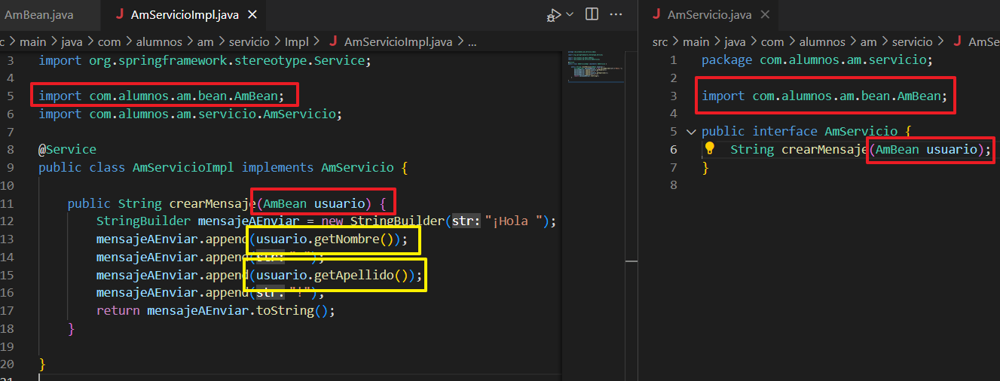 AmBean.java
AmServicioImpl.java
c > main > java > com > alumnos > am > servicio > Impl > AmServicioImpl.java > ...
3 import org.springframework.stereotype.Service;
4
5 import com.alumnos.am.bean.AmBean;
6 import com.alumnos.am.servicio.AmServicio;
7
8 @Service
9 public class AmServicioImpl implements AmServicio {
10
11 public String crearMensaje(AmBean usuario) {
12 StringBuilder mensajeAEnviar = new StringBuilder(str: "¡Hola ");
13 mensajeAEnviar.append(usuario.getNombre());
14 mensajeAEnviar.append(str: " ");
15 mensajeAEnviar.append(usuario.getApellido());
16 mensajeAEnviar.append(str: "!");
17 return mensajeAEnviar.toString();
18 }
19
20 }
21
AmServicio.java
src > main > java > com > alumnos > am > servicio > AmSe
1 package com.alumnos.am.servicio;
2
3 import com.alumnos.am.bean.AmBean;
4
5 public interface AmServicio {
6 String crearMensaje(AmBean usuario);
7 }
8